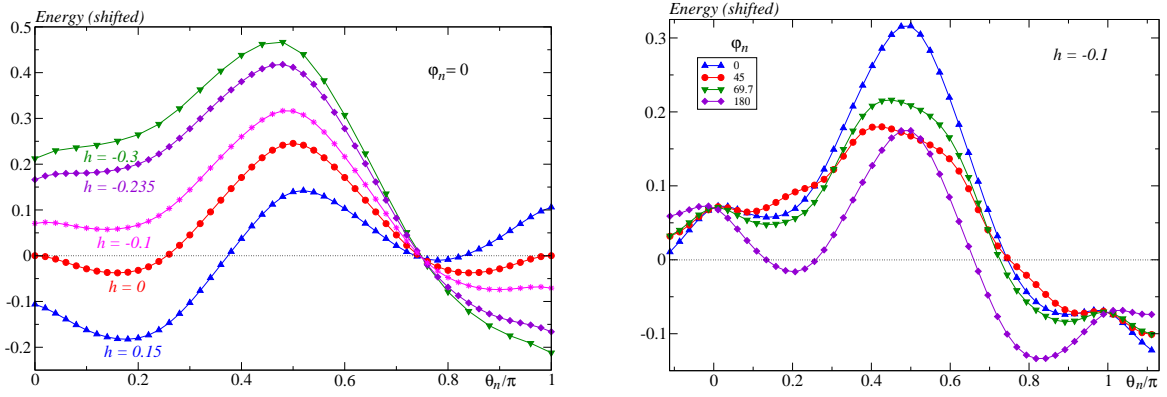 Energy (shifted)
0.5
0.4
0.3
0.2
0.1
0
-0.1
-0.2
φn=0
h = -0.3
h = -0.235
h = -0.1
h = 0
h = 0.15
0
0.2
0.4
0.6
0.8
θn/π
1
Energy (shifted)
0.3
0.2
0.1
0
-0.1
φn
0
45
69.7
180
h = -0.1
0
0.2
0.4
0.6
0.8
1
θn/π